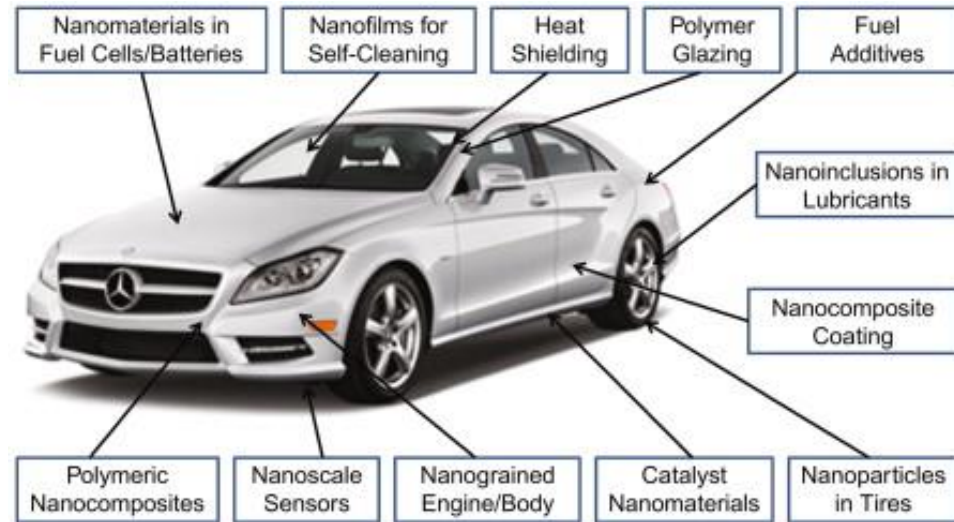 Nanomaterials in
Fuel Cells/Batteries
Nanofilms for
Self-Cleaning
Heat
Shielding
Polymer
Glazing
Fuel
Additives
Nanoinclusions in
Lubricants
Nanocomposite
Coating
Polymeric
Nanocomposites
Nanoscale
Sensors
Nanograined
Engine/Body
Catalyst
Nanomaterials
Nanoparticles
in Tires